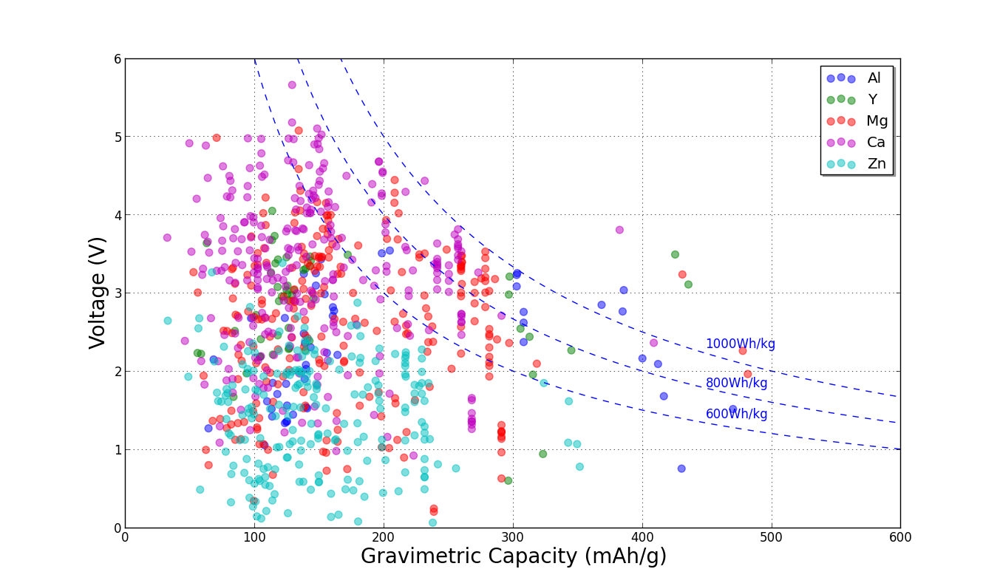 6
5
4
3
2
1
0
Voltage (V)
0 100 200 300 400 500 600
Gravimetric Capacity (mAh/g)
Al
Y
Mg
Ca
Zn
1000Wh/kg
800Wh/kg
600Wh/kg